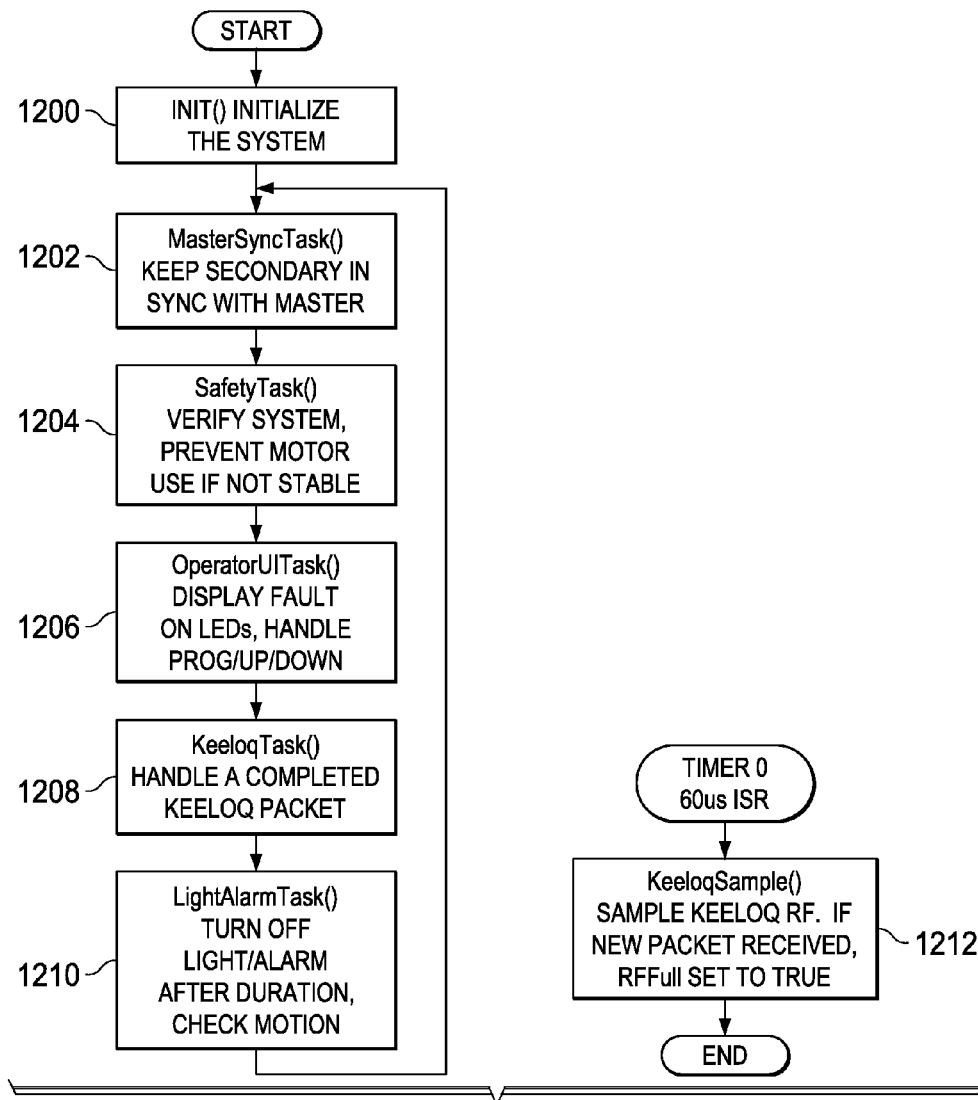 START
1200
INIT() INITIALIZE
THE SYSTEM
1202
MasterSyncTask()
KEEP SECONDARY IN
SYNC WITH MASTER
1204
SafetyTask()
VERIFY SYSTEM,
PREVENT MOTOR
USE IF NOT STABLE
1206
OperatorUITask()
DISPLAY FAULT
ON LEDs, HANDLE
PROG/UP/DOWN
1208
KeeloqTask()
HANDLE A COMPLETED
KEELOQ PACKET
1210
LightAlarmTask()
TURN OFF
LIGHT/ALARM
AFTER DURATION,
CHECK MOTION
TIMER 0
60us ISR
KeeloqSample()
SAMPLE KEELOQ RF. IF
NEW PACKET RECEIVED,
RFFull SET TO TRUE
1212
END